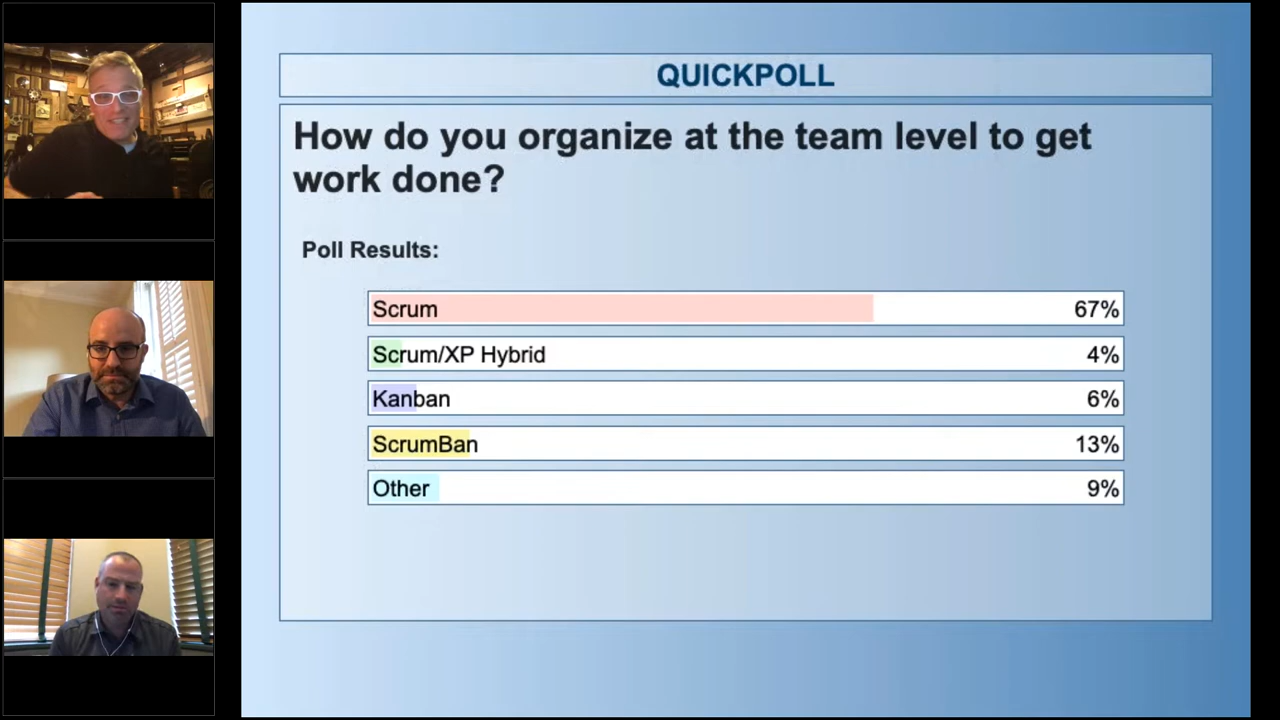 QUICKPOLL
How do you organize at the team level to get
work done?
Poll Results:
Scrum 67%
Scrum/XP Hybrid 4%
Kanban 6%
ScrumBan 13%
Other 9%